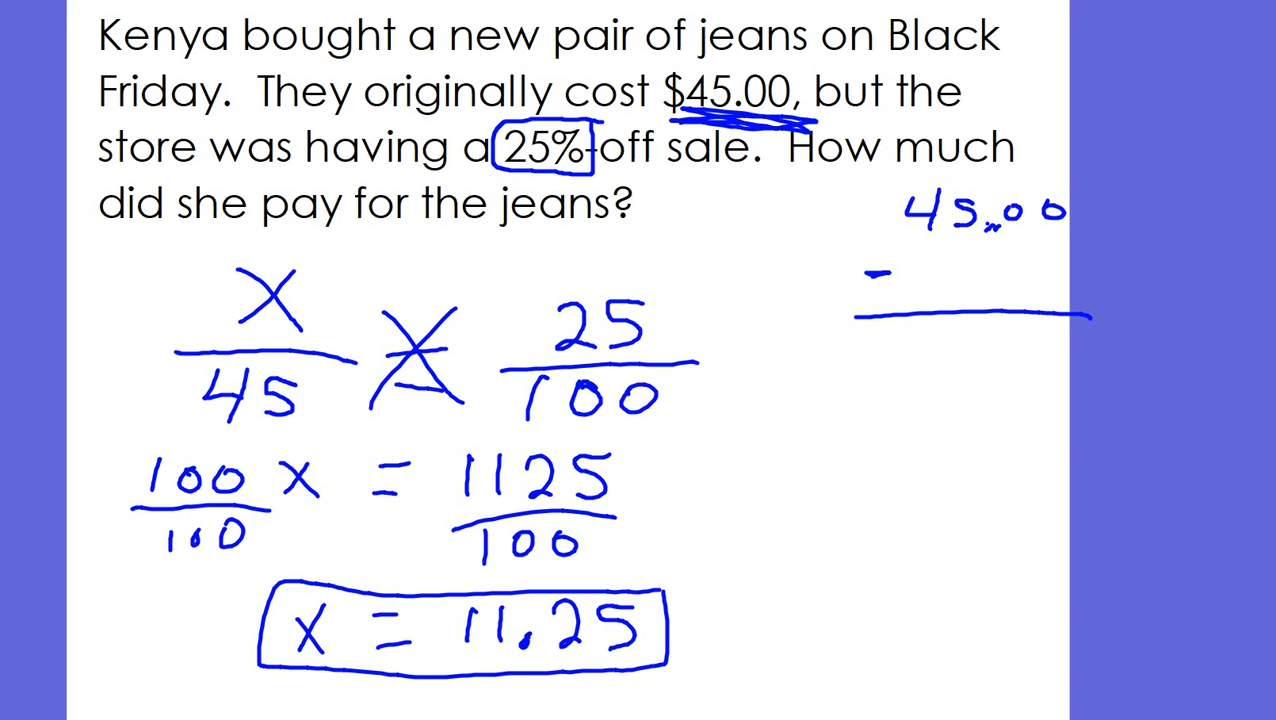 Kenya bought a new pair of jeans on Black
Friday. They originally cost $45.00, but the
store was having a 25%-off sale. How much
did she pay for the jeans?
45.00
-
x/45 = 25/100
100x/100 = 1125/100
x = 11.25